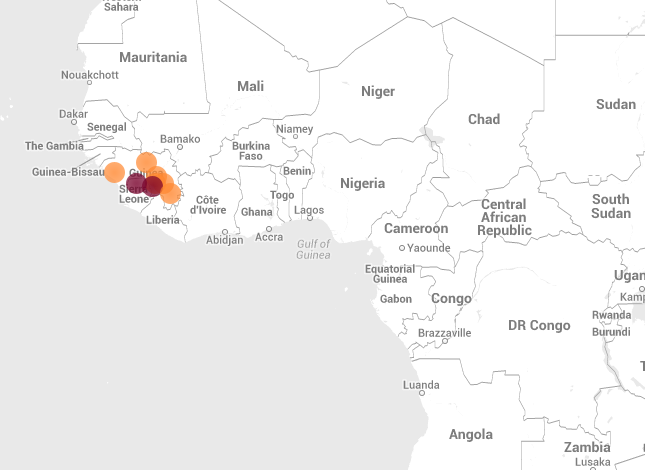 Western
Sahara
Mauritania
Nouakchott
Mali
Niger
Chad
Sudan
Dakar
Senegal
The Gambia
Bamako
Niamey
Burkina
Faso
Guinea-Bissau
Benin
Nigeria
Leone
Côte
d'Ivoire
Togo
Ghana
Lagos
Liberia
Abidjan
Accra
Gulf of
Guinea
Cameroon
Yaounde
Central
African
Republic
South
Sudan
Equatorial
Guinea
Gabon
Congo
DR Congo
Brazzaville
Rwanda
Burundi
Luanda
Angola
Zambia
Lusaka